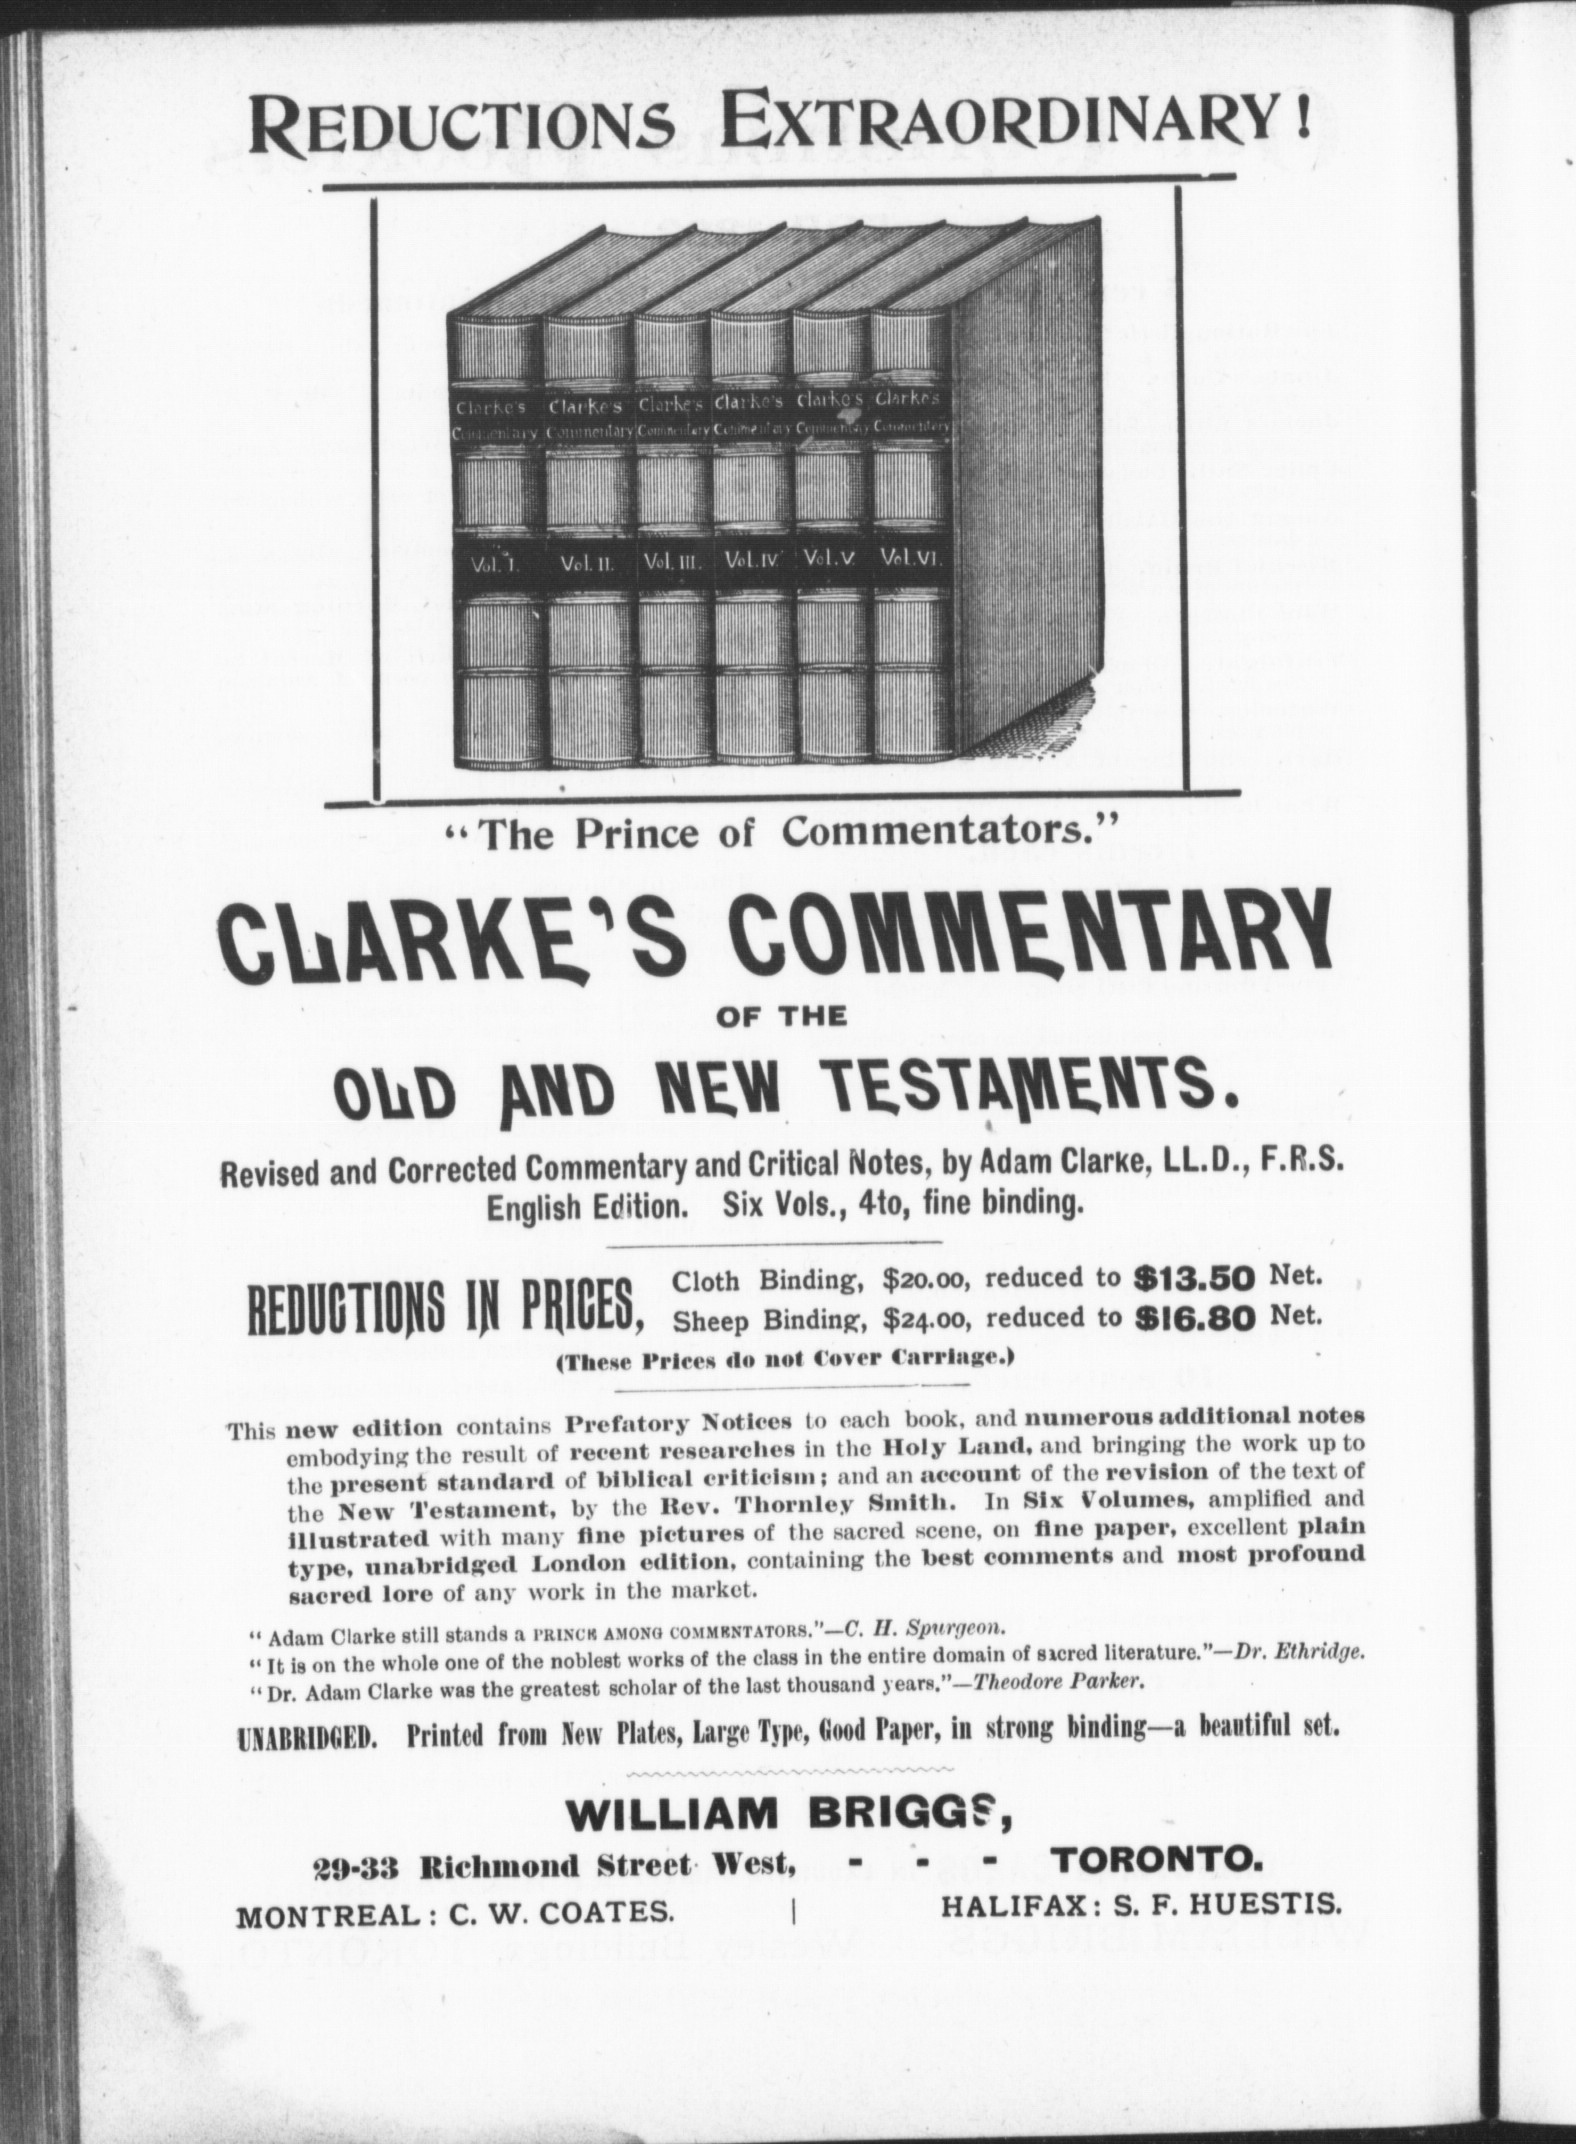 REDUCTIONS EXTRAORDINARY!
Clarke's Clarke's Clarke's Clarke's Clarke's Clarke's
Commentary Commentary Commentary Commentary Commentary Commentary
Vol. I. Vol. II. Vol. III. Vol. IV. Vol. V. Vol. VI.
"The Prince of Commentators."
CLARKE'S COMMENTARY
OF THE
OLD AND NEW TESTAMENTS.
Revised and Corrected Commentary and Critical Notes, by Adam Clarke, LL.D., F.R.S.
English Edition. Six Vols., 4to, fine binding.
REDUCTIONS IN PRICES,
Cloth Binding, $20.00, reduced to $13.50 Net.
Sheep Binding, $24.00, reduced to $16.80 Net.
(These Prices do not Cover Carriage.)
This new edition contains Prefatory Notices to each book, and numerous additional notes
embodying the result of recent researches in the Holy Land, and bringing the work up to
the present standard of biblical criticism; and an account of the revision of the text of
the New Testament, by the Rev. Thornley Smith. In Six Volumes, amplified and
illustrated with many fine pictures of the sacred scene, on fine paper, excellent plain
type, unabridged London edition, containing the best comments and most profound
sacred lore of any work in the market.
"Adam Clarke still stands a PRINCE AMONG COMMENTATORS."—C. H. Spurgeon.
"It is on the whole one of the noblest works of the class in the entire domain of sacred literature."—Dr. Ethridge.
"Dr. Adam Clarke was the greatest scholar of the last thousand years."—Theodore Parker.
UNABRIDGED. Printed from New Plates, Large Type, Good Paper, in strong binding—a beautiful set.
WILLIAM BRIGGS,
29-33 Richmond Street West, - - - TORONTO.
MONTREAL: C. W. COATES. | HALIFAX: S. F. HUESTIS.